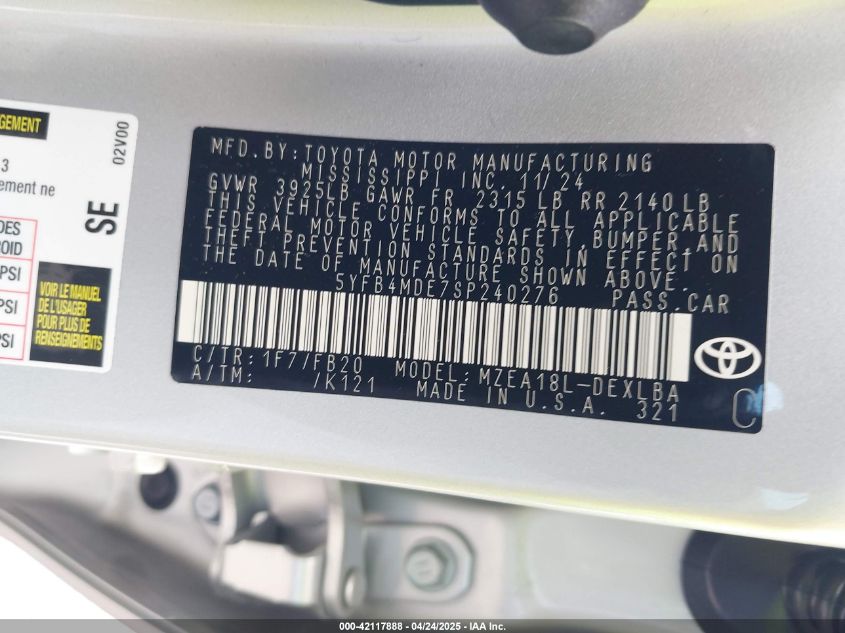 GEMENT
3
ement ne
DES
ROID
PSI
PSI
PSI
SE
02V00
VOIR LE MANUEL
DE L'USAGER
POUR PLUS DE
RENSEIGNEMENTS
MFD.BY:TOYOTA MOTOR MANUFACTURING
MISSISSIPPI INC. 11/24
GVWR 3925LB GAWR FR 2315 LB RR 2140 LB
THIS VEHICLE CONFORMS TO ALL APPLICABLE
FEDERAL MOTOR VEHICLE SAFETY,BUMPER,AND
THEFT PREVENTION STANDARDS IN EFFECT ON
THE DATE OF MANUFACTURE SHOWN ABOVE.
5YFB4MDE7SP240276 PASS.CAR
C/TR:1F7/FB20 MODEL:MZEA18L-DEXLBA
A/TM: /K121 MADE IN U.S.A. 321
C
000-42117888 - 04/24/2025 - IAA Inc.